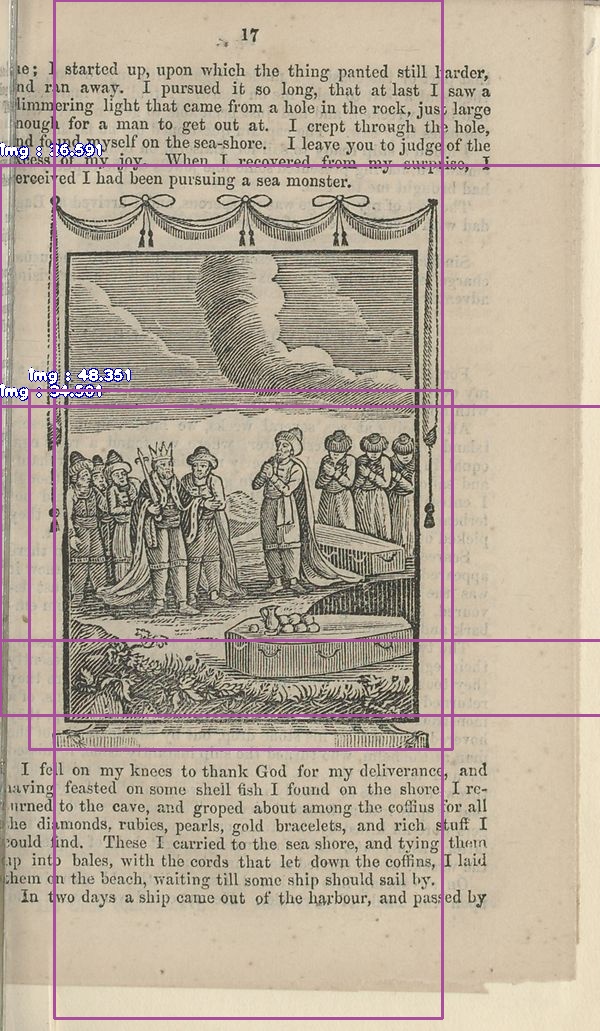 17
; I started up, upon which the thing panted still harder,
and ran away. I pursued it so long, that at last I saw a
glimmering light that came from a hole in the rock, just large
enough for a man to get out at. I crept through the hole,
and found myself on the sea-shore. I leave you to judge of the
excess of my joy. When I recovered from my surprise, I
perceived I had been pursuing a sea monster.
img : 48.351
I fell on my knees to thank God for my deliverance, and
having feasted on some shell fish I found on the shore I re-
turned to the cave, and groped about among the coffins for all
the diamonds, rubies, pearls, gold bracelets, and rich stuff I
could find. These I carried to the sea shore, and tying them
up into bales, with the cords that let down the coffins, I laid
them on the beach, waiting till some ship should sail by.
In two days a ship came out of the harbour, and passed by